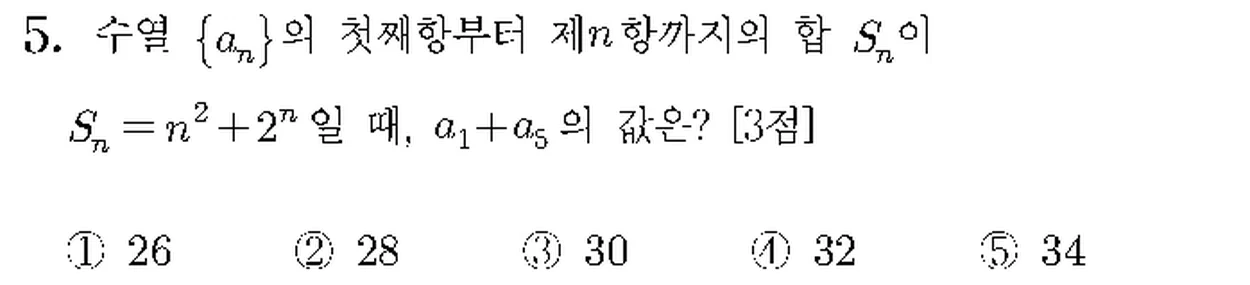 5. 수열 {aₙ}의 첫째항부터 제n항까지의 합 Sₙ이
Sₙ = n² + 2ⁿ 일 때, a₁+a₅의 값은? [3점]
① 26 ② 28 ③ 30 ④ 32 ⑤ 34